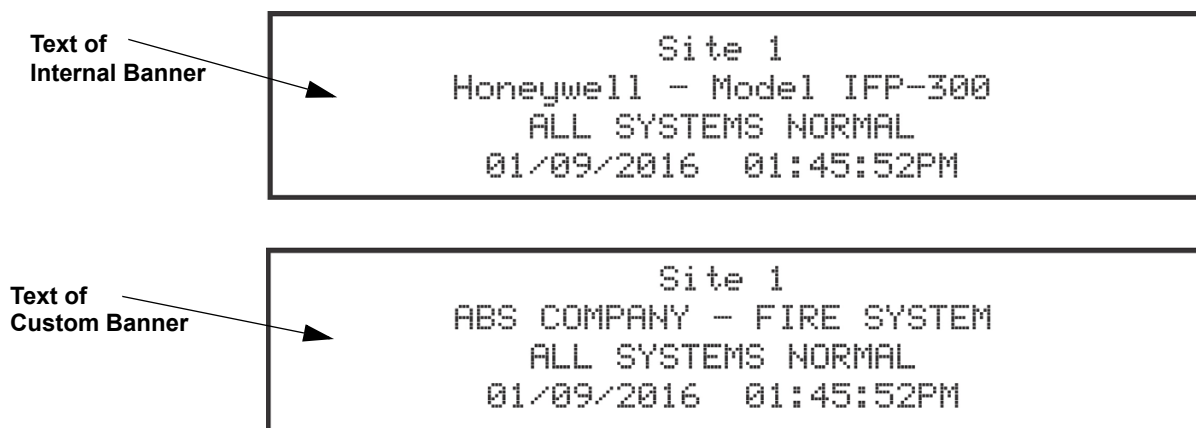 Text of
Internal Banner
Site 1
Honeywell - Model IFP-300
ALL SYSTEMS NORMAL
01/09/2016 01:45:52PM
Text of
Custom Banner
Site 1
ABS COMPANY - FIRE SYSTEM
ALL SYSTEMS NORMAL
01/09/2016 01:45:52PM